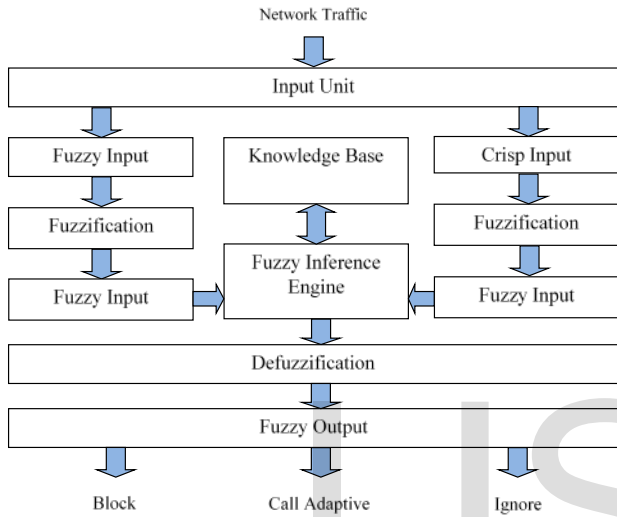 Network Traffic
Input Unit
Fuzzy Input
Knowledge Base
Crisp Input
Fuzzification
Fuzzification
Fuzzy Inference
Engine
Fuzzy Input
Fuzzy Input
Defuzzification
Fuzzy Output
Block
Call Adaptive
Ignore